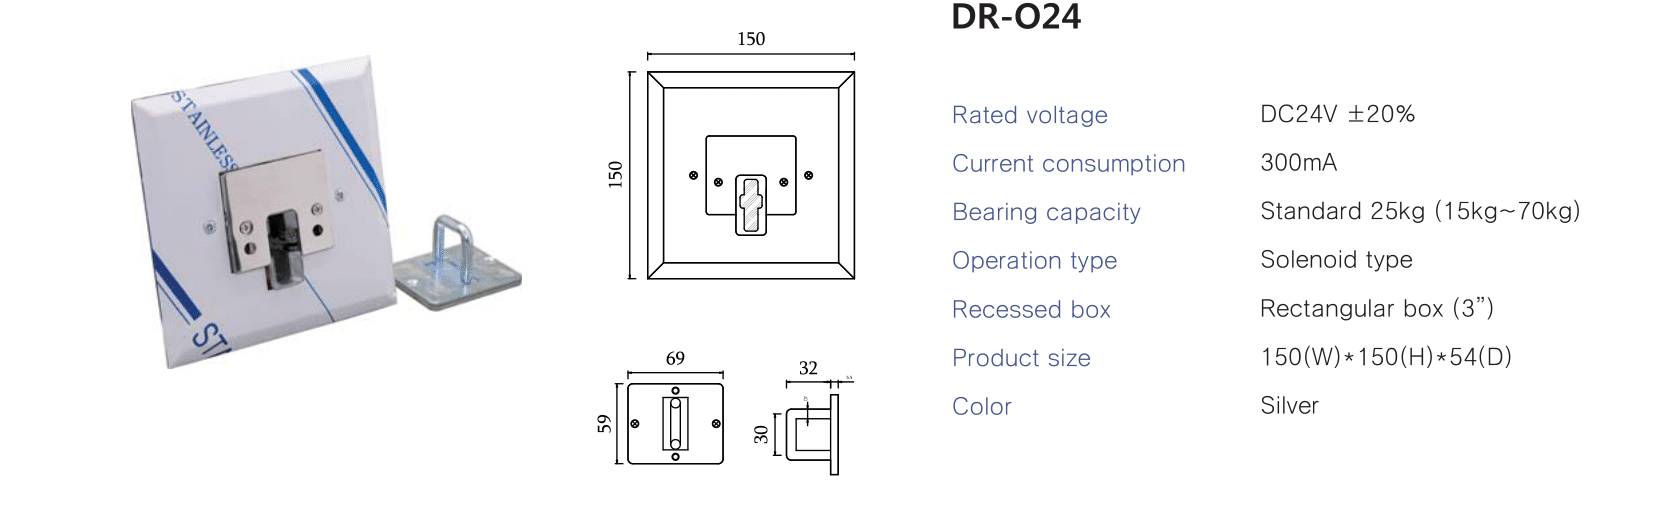 DR-O24
150
150
STAINLESS
STA
69
59
32
30
Rated voltage DC24V ±20%
Current consumption 300mA
Bearing capacity Standard 25kg (15kg~70kg)
Operation type Solenoid type
Recessed box Rectangular box (3”)
Product size 150(W)*150(H)*54(D)
Color Silver